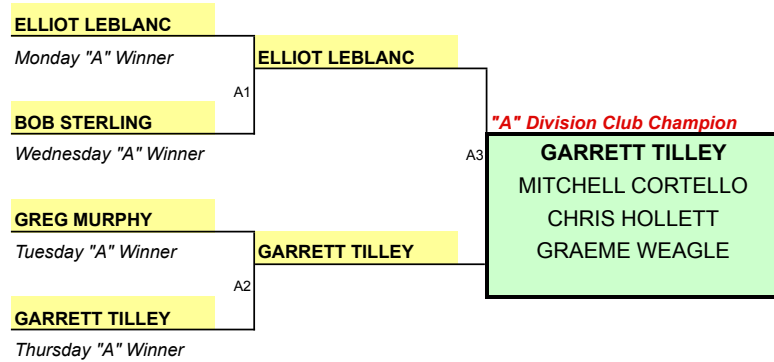 ELLIOT LEBLANC
Monday "A" Winner
ELLIOT LEBLANC
A1
BOB STERLING
"A" Division Club Champion
Wednesday "A" Winner
A3
GARRETT TILLEY
MITCHELL CORTELLO
CHRIS HOLLETT
GRAEME WEAGLE
GREG MURPHY
Tuesday "A" Winner
GARRETT TILLEY
A2
GARRETT TILLEY
Thursday "A" Winner